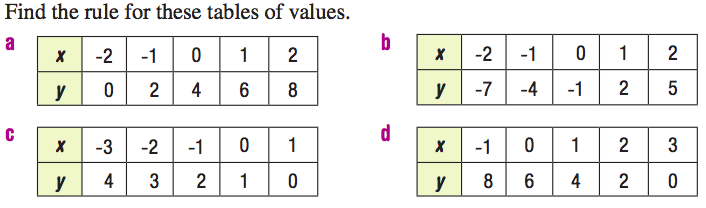 Find the rule for these tables of values.
a
x -2 -1 0 1 2
y 0 2 4 6 8
b
x -2 -1 0 1 2
y -7 -4 -1 2 5
c
x -3 -2 -1 0 1
y 4 3 2 1 0
d
x -1 0 1 2 3
y 8 6 4 2 0